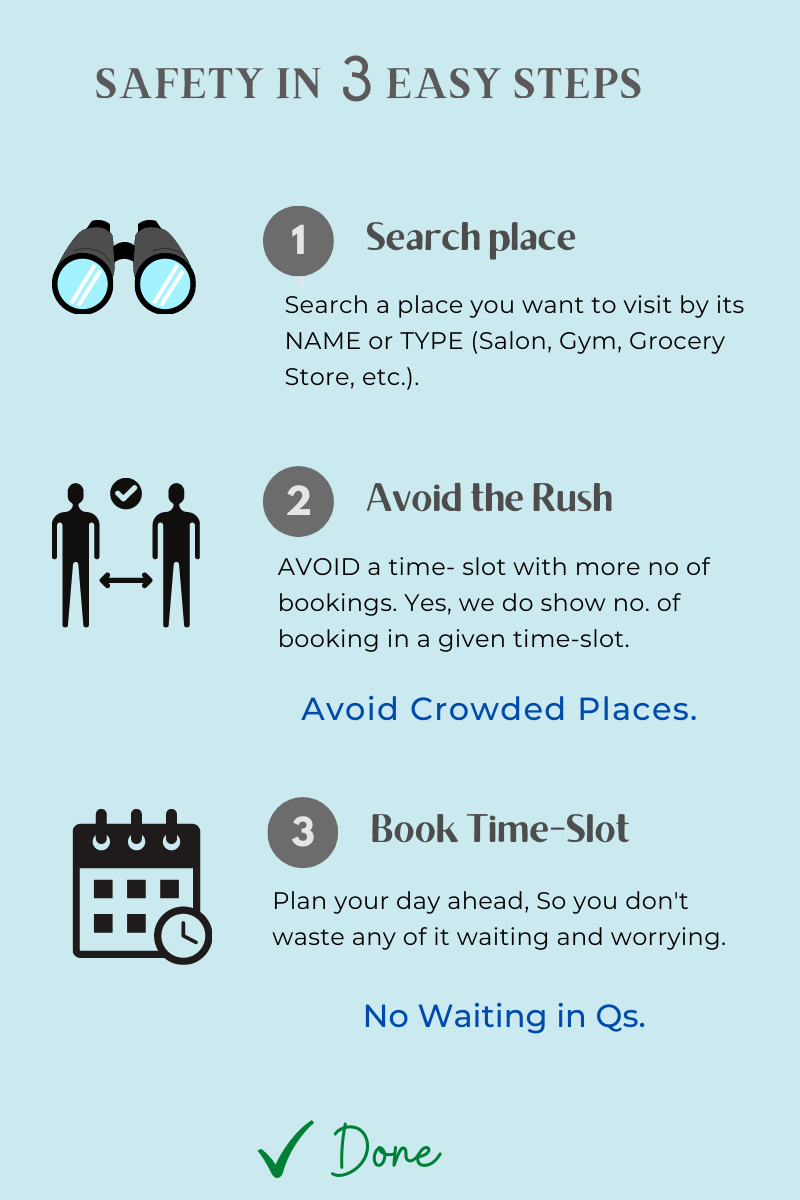 SAFETY IN 3 EASY STEPS
1 Search place
Search a place you want to visit by its
NAME or TYPE (Salon, Gym, Grocery
Store, etc.).
2 Avoid the Rush
AVOID a time- slot with more no of
bookings. Yes, we do show no. of
booking in a given time-slot.
Avoid Crowded Places.
3 Book Time-Slot
Plan your day ahead, So you don't
waste any of it waiting and worrying.
No Waiting in Qs.
Done